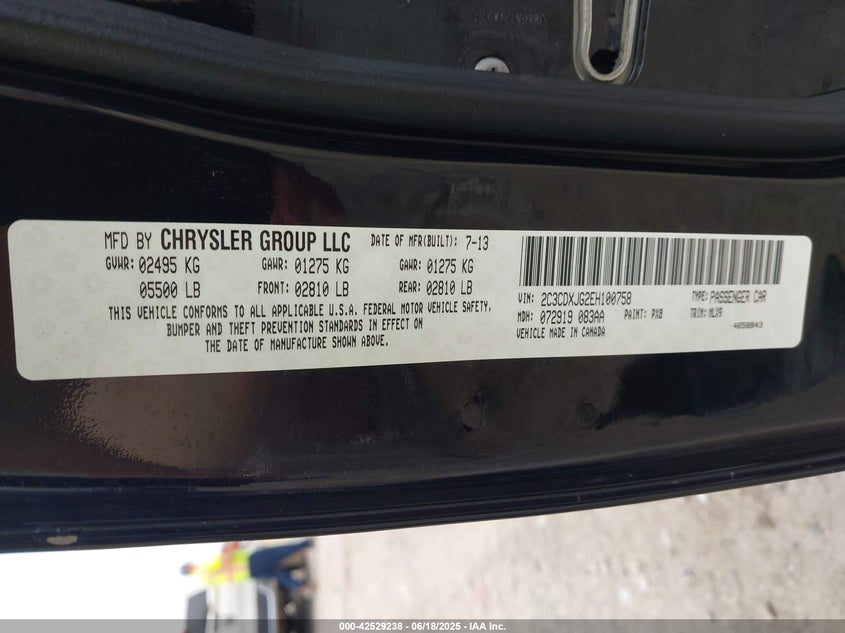 MFD BY CHRYSLER GROUP LLC DATE OF MFR(BUILT): 7-13
GVWR: 02495 KG GAWR: 01275 KG GAWR: 01275 KG
05500 LB FRONT: 02810 LB REAR: 02810 LB
THIS VEHICLE CONFORMS TO ALL APPLICABLE U.S.A. FEDERAL MOTOR VEHICLE SAFETY,
BUMPER AND THEFT PREVENTION STANDARDS IN EFFECT ON
THE DATE OF MANUFACTURE SHOWN ABOVE.
VIN: 2C3CDXJG2EH100758 TYPE: PASSENGER CAR
MDH: 072919 083AA PAINT: PX8 TRIM: MLX9
VEHICLE MADE IN CANADA 4658843
000-42529238 - 06/18/2025 - IAA Inc.